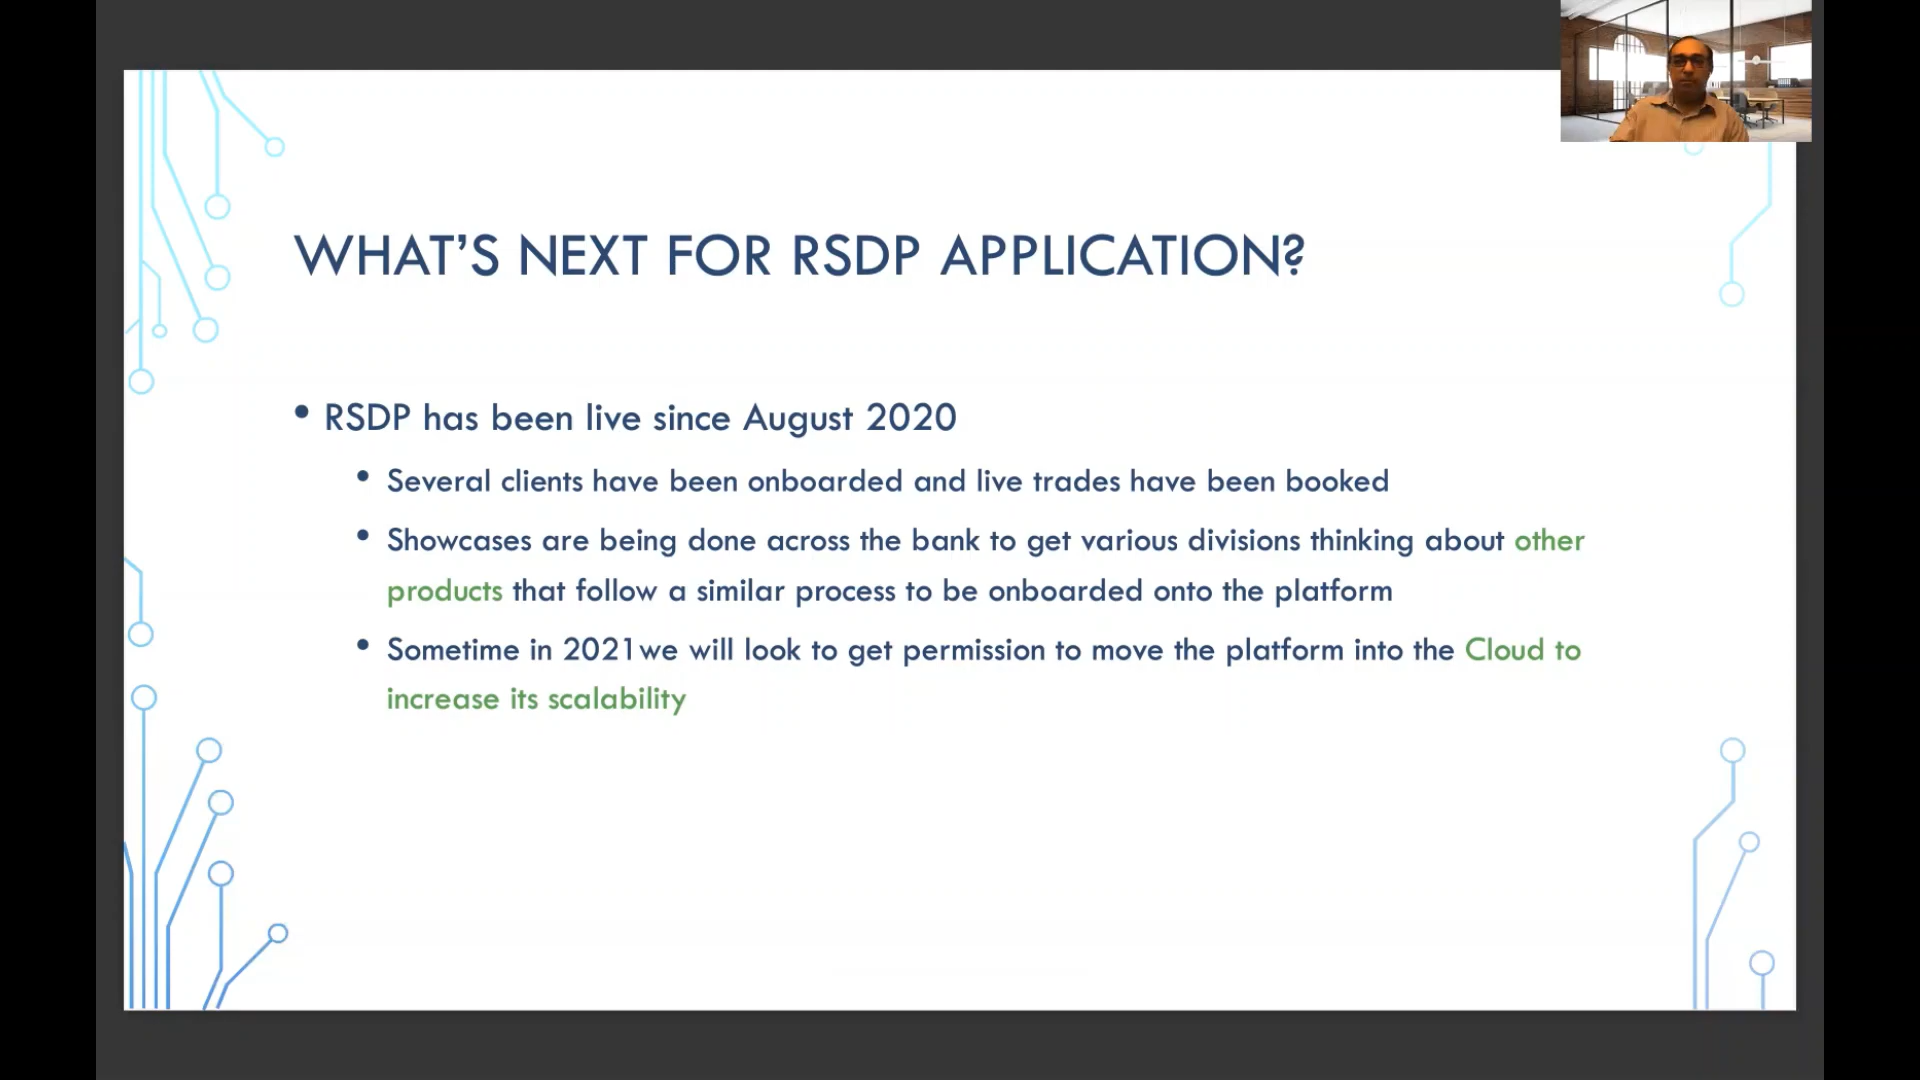 WHAT'S NEXT FOR RSDP APPLICATION?
• RSDP has been live since August 2020
• Several clients have been onboarded and live trades have been booked
• Showcases are being done across the bank to get various divisions thinking about other
products that follow a similar process to be onboarded onto the platform
• Sometime in 2021we will look to get permission to move the platform into the Cloud to
increase its scalability